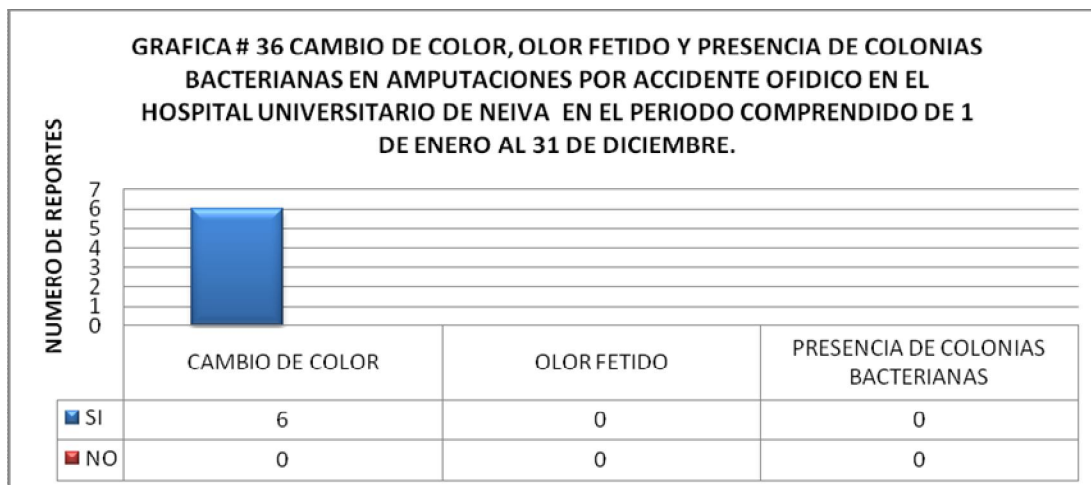 GRAFICA # 36 CAMBIO DE COLOR, OLOR FETIDO Y PRESENCIA DE COLONIAS
BACTERIANAS EN AMPUTACIONES POR ACCIDENTE OFIDICO EN EL
HOSPITAL UNIVERSITARIO DE NEIVA EN EL PERIODO COMPRENDIDO DE 1
DE ENERO AL 31 DE DICIEMBRE.
NUMERO DE REPORTES
7
6
5
4
3
2
1
0
CAMBIO DE COLOR
OLOR FETIDO
PRESENCIA DE COLONIAS
BACTERIANAS
SI 6 0 0
NO 0 0 0